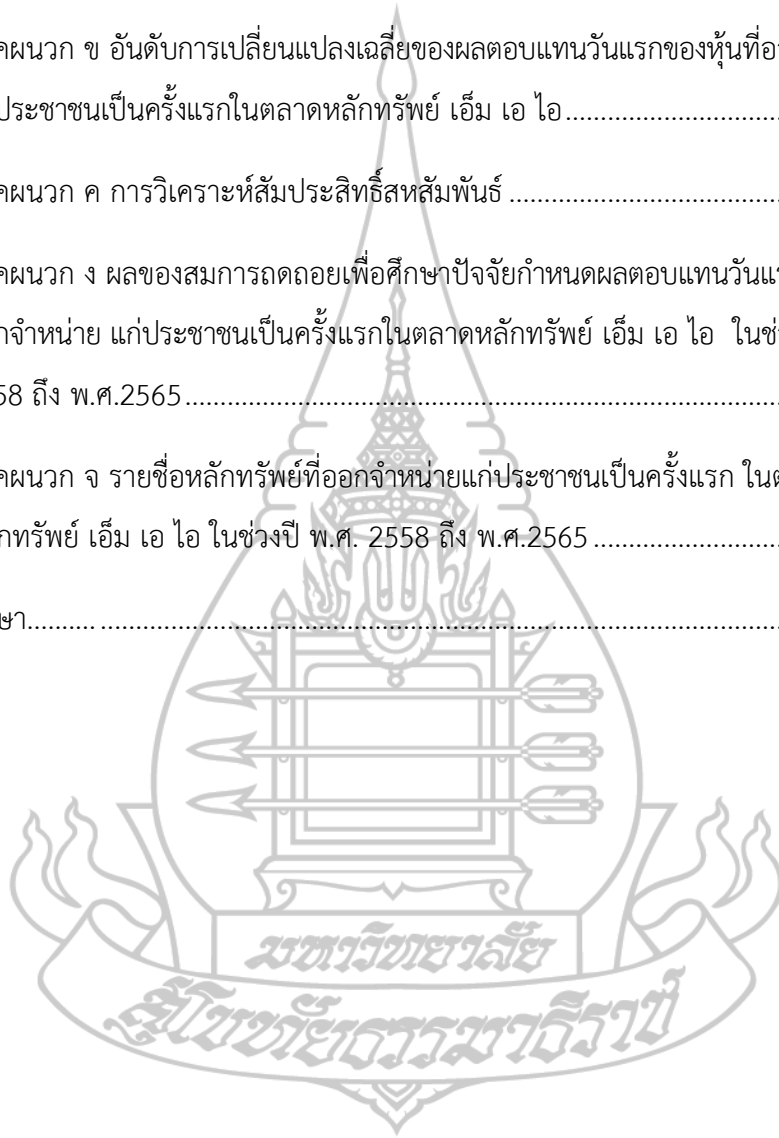 คผนวก ข อันดับการเปลี่ยนแปลงเฉลี่ยของผลตอบแทนวันแรกของหุ้นที่ออ
ประชาชนเป็นครั้งแรกในตลาดหลักทรัพย์ เอ็ม เอ ไอ..............................
คผนวก ค การวิเคราะห์สัมประสิทธิ์สหสัมพันธ์ ......................................
คผนวก ง ผลของสมการถดถอยเพื่อศึกษาปัจจัยกำหนดผลตอบแทนวันแร
กจำหน่าย แก่ประชาชนเป็นครั้งแรกในตลาดหลักทรัพย์ เอ็ม เอ ไอ ในช่
58 ถึง พ.ศ.2565.................................................................................
คผนวก จ รายชื่อหลักทรัพย์ที่ออกจำหน่ายแก่ประชาชนเป็นครั้งแรก ในต
กทรัพย์ เอ็ม เอ ไอ ในช่วงปี พ.ศ. 2558 ถึง พ.ศ.2565 ..........................
ษา.......... .........................................................................................
มหาวิทยาลัย
สุโขทัยธรรมาธิราช